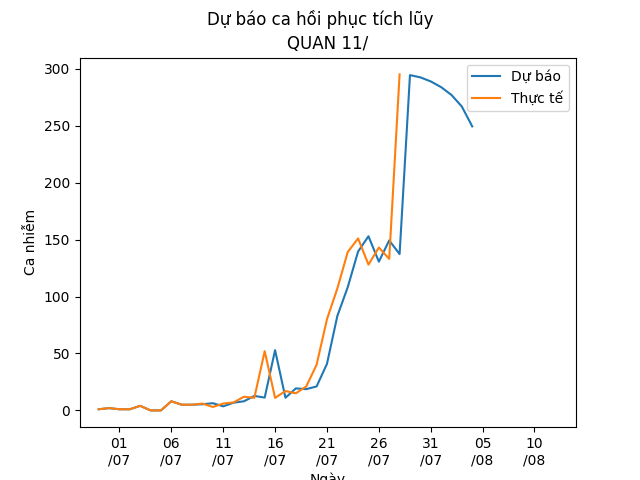 Dự báo ca hồi phục tích lũy
QUAN 11/
Dự báo
Thực tế
Ca nhiễm
300
250
200
150
100
50
0
01 06 11 16 21 26 31 05 10
/07 /07 /07 /07 /07 /07 /07 /08 /08
Ngày